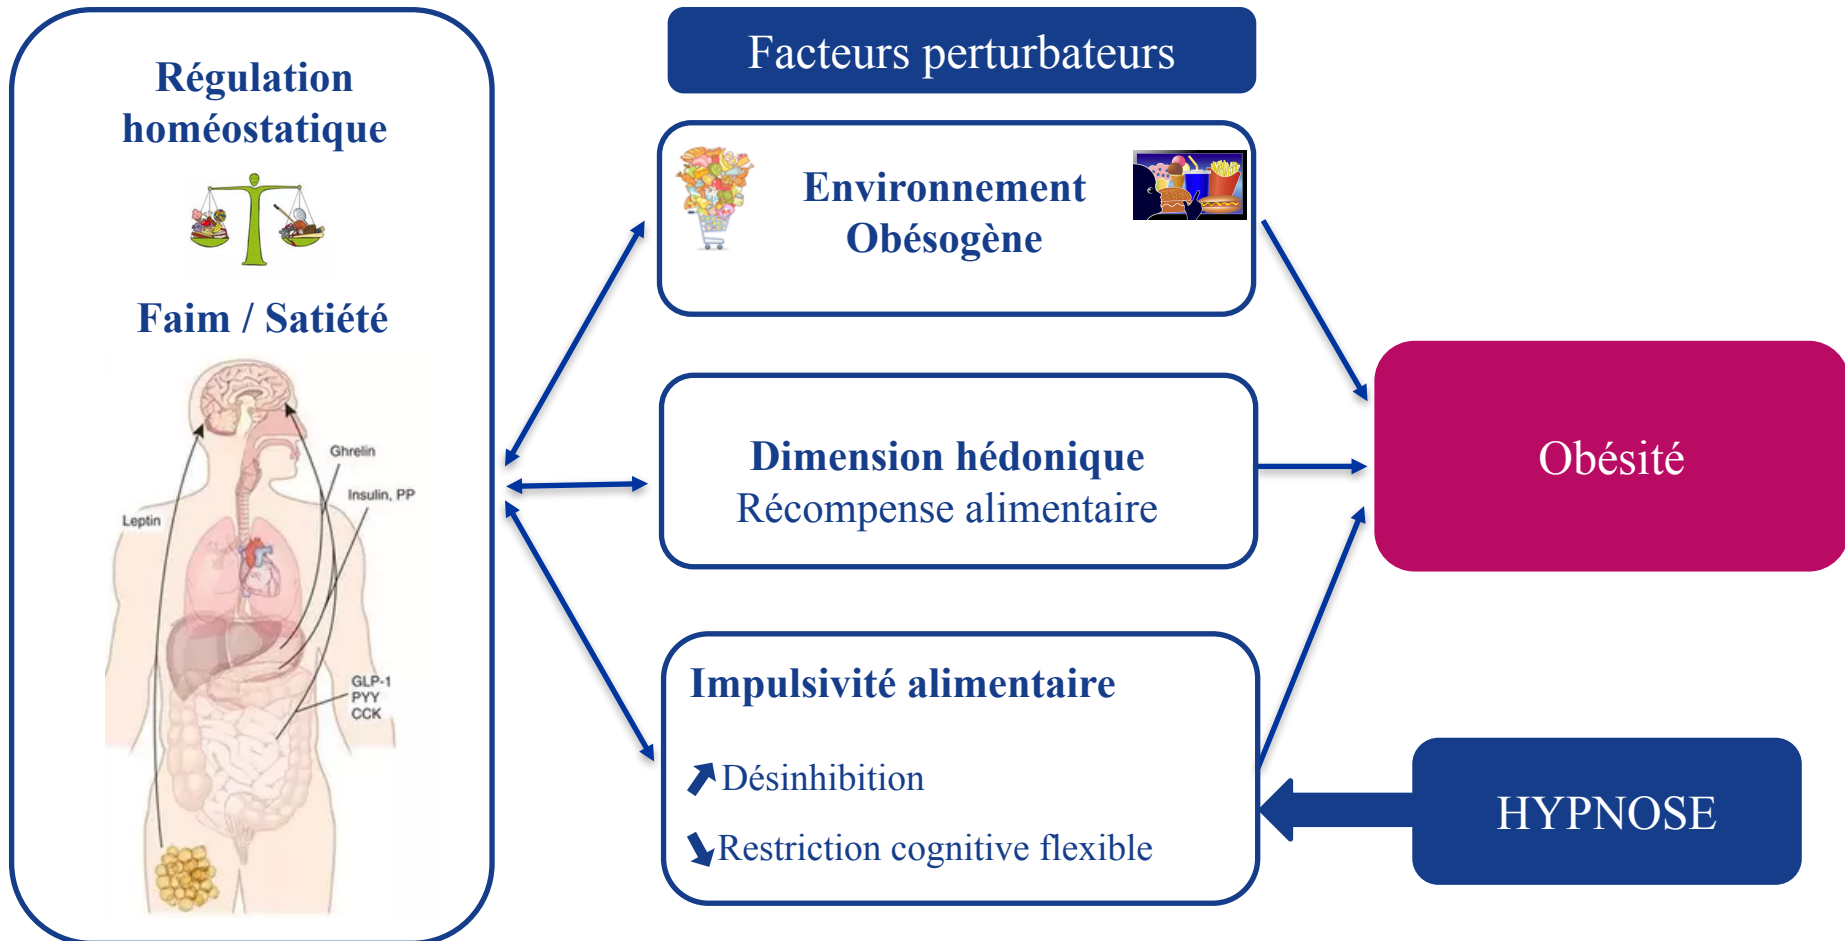 Régulation
homéostatique
Faim / Satiété
Ghrelin
Insulin, PP
Leptin
GLP-1
PYY
CCK
Facteurs perturbateurs
Environnement
Obésogène
Dimension hédonique
Récompense alimentaire
Impulsivité alimentaire
Désinhibition
Restriction cognitive flexible
Obésité
HYPNOSE